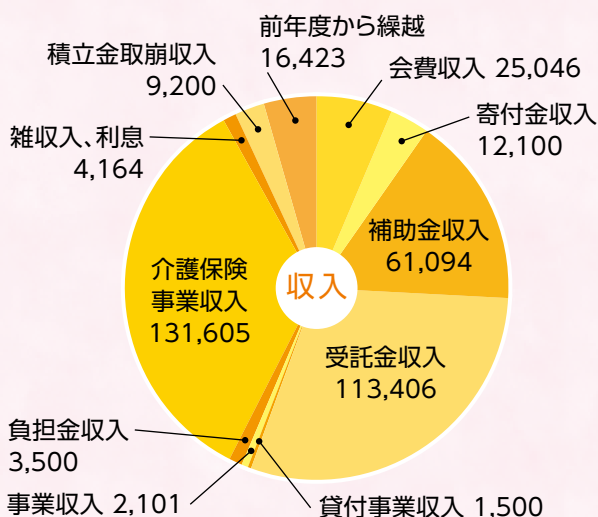 前年度から繰越
16,423
会費収入 25,046
寄付金収入
12,100
補助金収入
61,094
受託金収入
113,406
貸付事業収入 1,500
事業収入 2,101
負担金収入
3,500
介護保険
事業収入
131,605
雑収入、利息
4,164
積立金取崩収入
9,200
収入